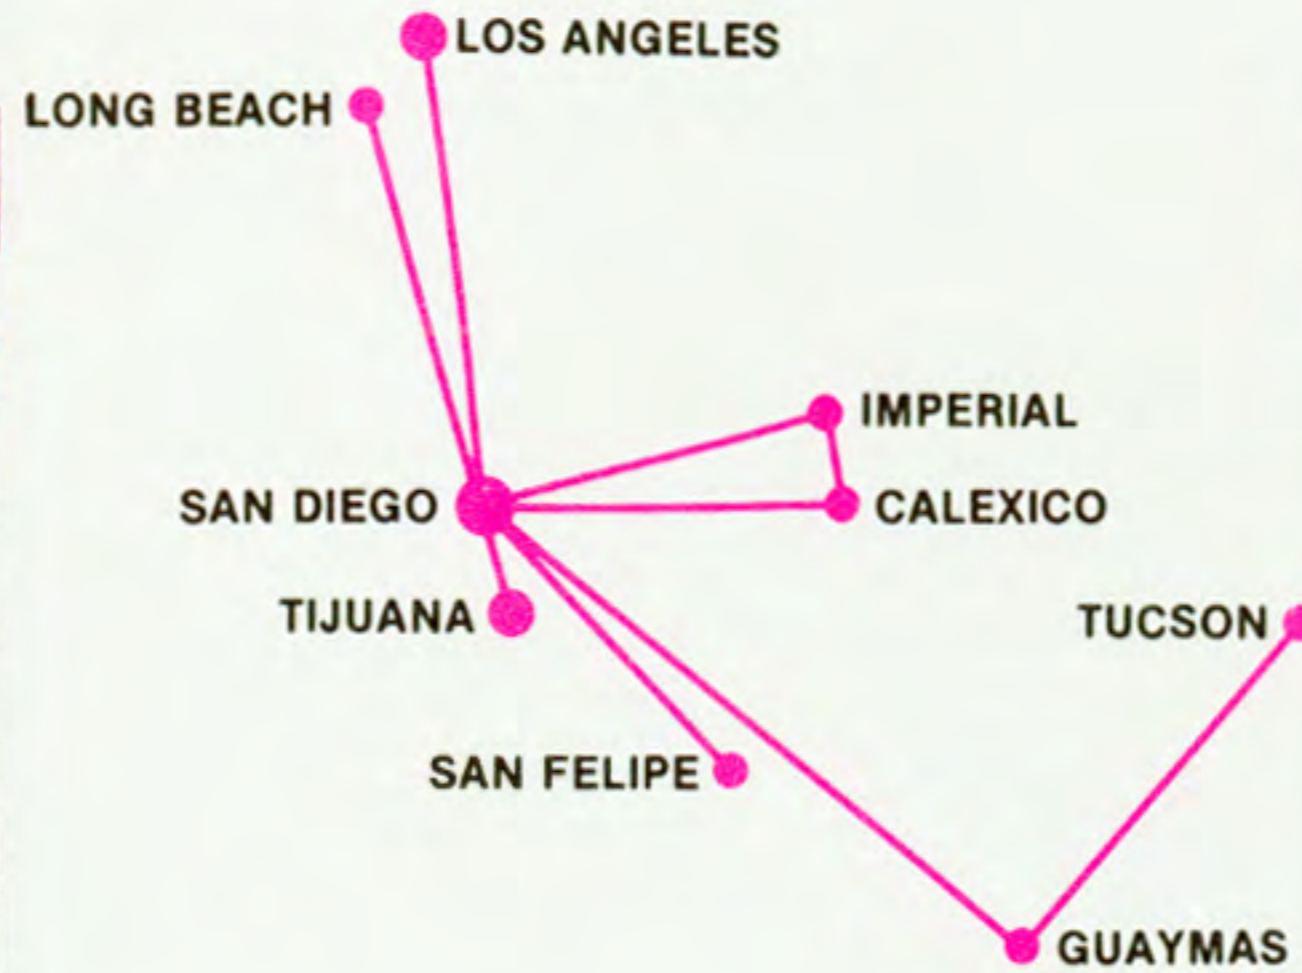 LOS ANGELES
LONG BEACH
IMPERIAL
SAN DIEGO
CALEXICO
TIJUANA
TUCSON
SAN FELIPE
GUAYMAS